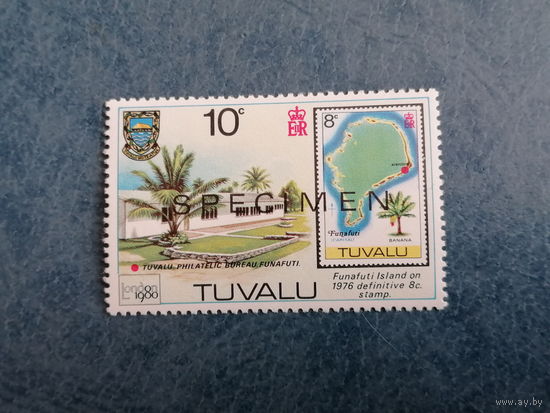 10c
EIIR
8c
SPECIMEN
Funafuti
BANANA
TUVALU
TUVALU PHILATELIC BUREAU, FUNAFUTI.
Funafuti Island on
1976 definitive 8c.
stamp.
London
1980
TUVALU
www.ay.by